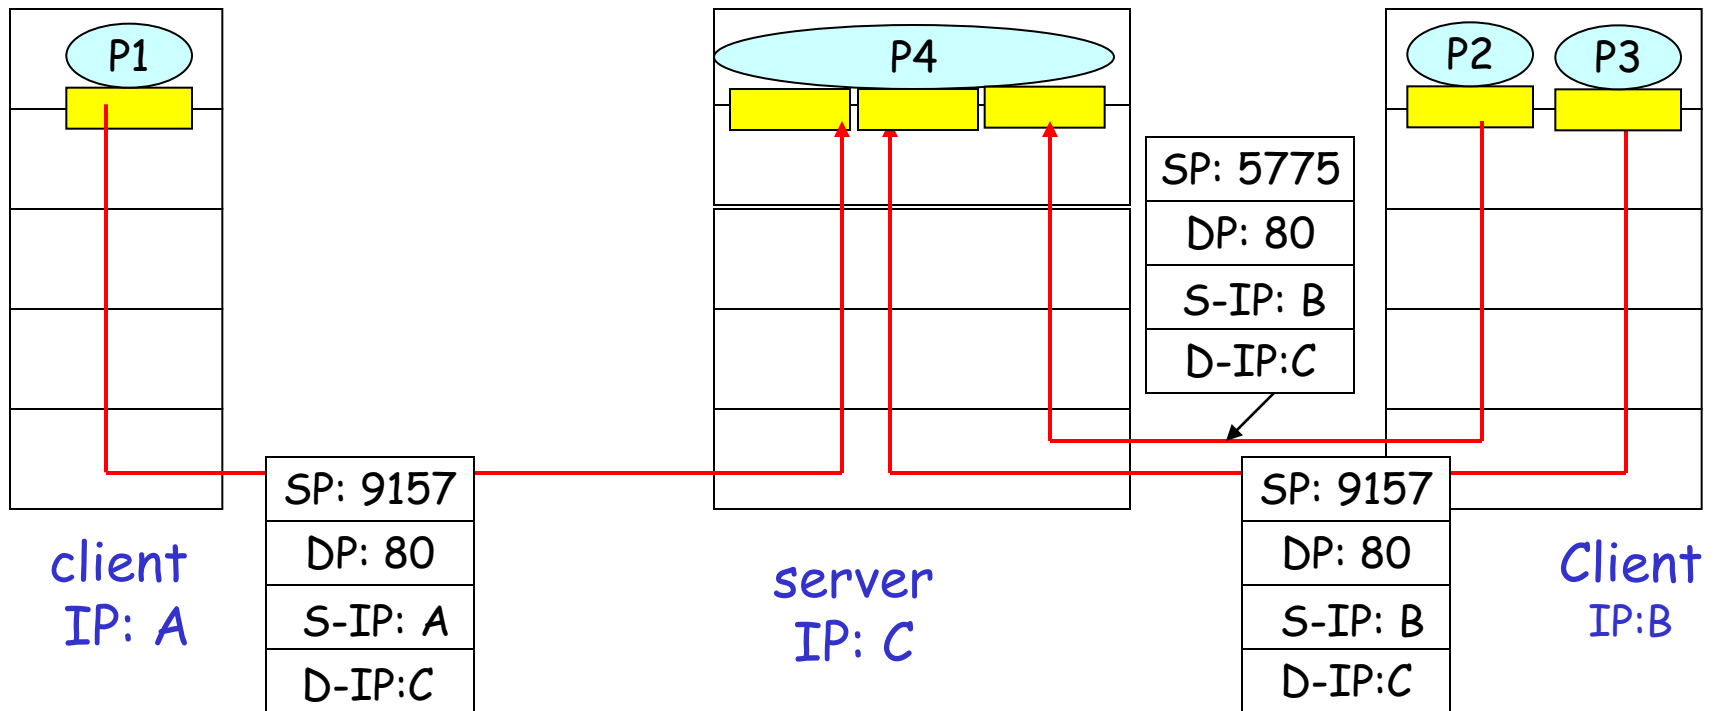 P1
P4
P2
P3
SP: 5775
DP: 80
S-IP: B
D-IP:C
SP: 9157
DP: 80
S-IP: A
D-IP:C
SP: 9157
DP: 80
S-IP: B
D-IP:C
client
IP: A
server
IP: C
Client
IP:B